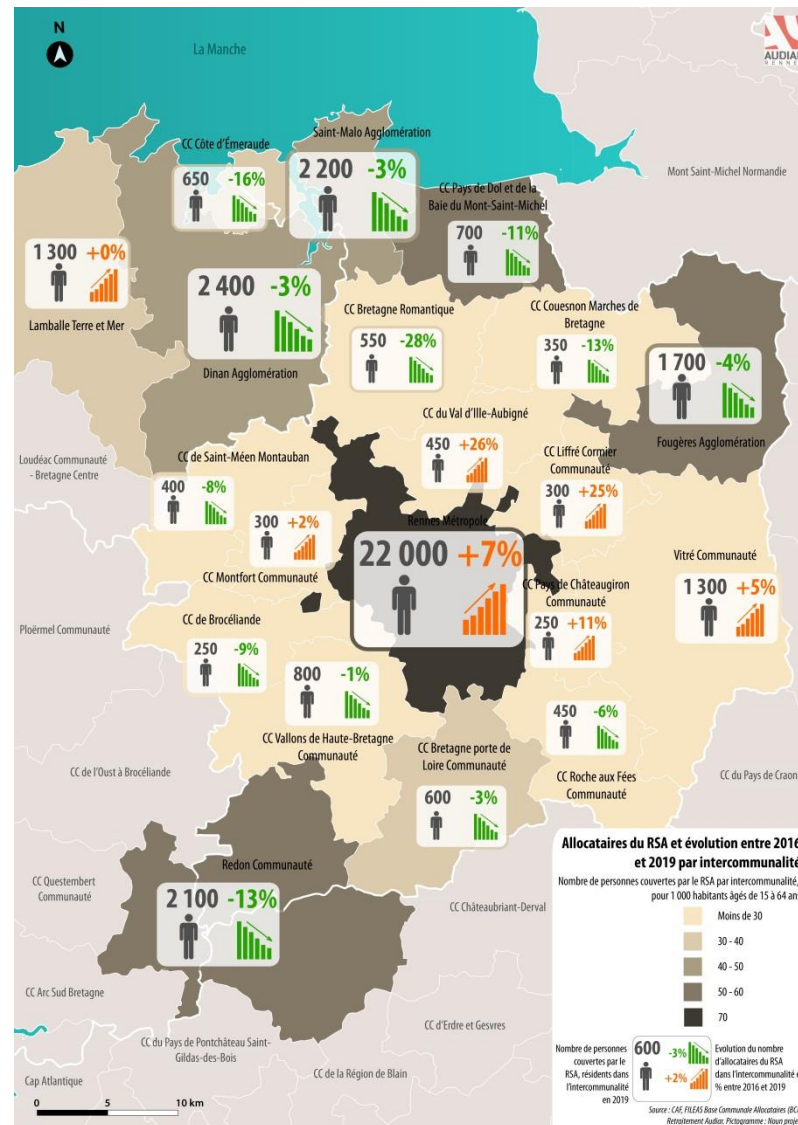 N
La Manche
AUDIAR
RENNES
Mont Saint-Michel Normandie
Saint-Malo Agglomération
2 200 -3%
CC Côte d'Émeraude
650 -16%
CC Pays de Dol et de la
Baie du Mont-Saint-Michel
700 -11%
1 300 +0%
Lamballe Terre et Mer
2 400 -3%
Dinan Agglomération
CC Bretagne Romantique
550 -28%
CC Couesnon Marches de
Bretagne
350 -13%
1 700 -4%
Fougères Agglomération
Loudéac Communauté
- Bretagne Centre
CC de Saint-Méen Montauban
400 -8%
CC du Val d'Ille-Aubigné
450 +26%
CC Liffré Cormier
Communauté
300 +25%
300 +2%
CC Montfort Communauté
Rennes Métropole
22 000 +7%
Vitré Communauté
1 300 +5%
CC Pays de Châteaugiron
Communauté
250 +11%
Ploërmel Communauté
CC de Brocéliande
250 -9%
800 -1%
CC Vallons de Haute-Bretagne
Communauté
450 -6%
CC Roche aux Fées
Communauté
CC Bretagne porte de
Loire Communauté
600 -3%
CC de l'Oust à Brocéliande
CC du Pays de Craon
Redon Communauté
2 100 -13%
CC Questembert
Communauté
CC Châteaubriant-Derval
CC Arc Sud Bretagne
CC d'Erdre et Gesvres
CC du Pays de Pontchâteau Saint-
Gildas-des-Bois
CC de la Région de Blain
Cap Atlantique
0 5 10 km
Allocataires du RSA et évolution entre 2016
et 2019 par intercommunalité
Nombre de personnes couvertes par le RSA par intercommunalité,
pour 1 000 habitants âgés de 15 à 64 ans
Moins de 30
30 - 40
40 - 50
50 - 60
70
Nombre de personnes
couvertes par le
RSA, résidents dans
l'intercommunalité
en 2019
600 -3%
+2%
Evolution du nombre
d'allocataires du RSA
dans l'intercommunalité e
% entre 2016 et 2019
Source : CAF, FILEAS Base Communale Allocataires (BC
Retraitement Audiar. Pictogramme : Noun proje